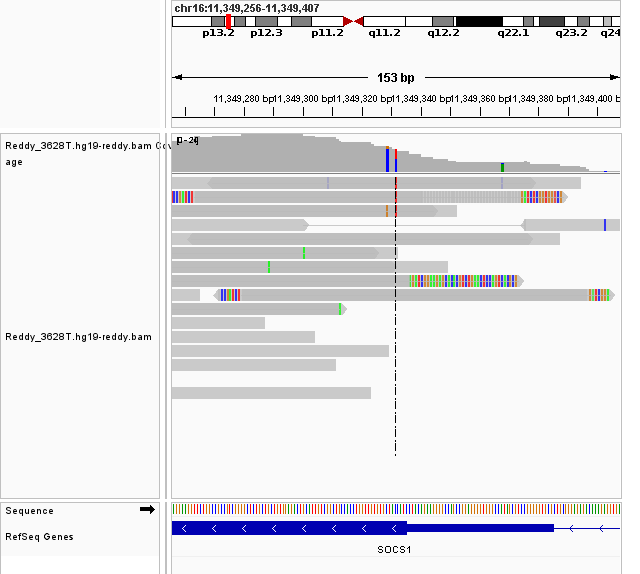 chr16:11,349,256-11,349,407
p13.2 p12.3 p11.2 q11.2 q12.2 q22.1 q23.2 q24
153 bp
11,349,280 bp 11,349,300 bp 11,349,320 bp 11,349,340 bp 11,349,360 bp 11,349,380 bp 11,349,400 b
Reddy_3628T.hg19-reddy.bam Cov
age
Reddy_3628T.hg19-reddy.bam
Sequence
RefSeq Genes
SOCS1